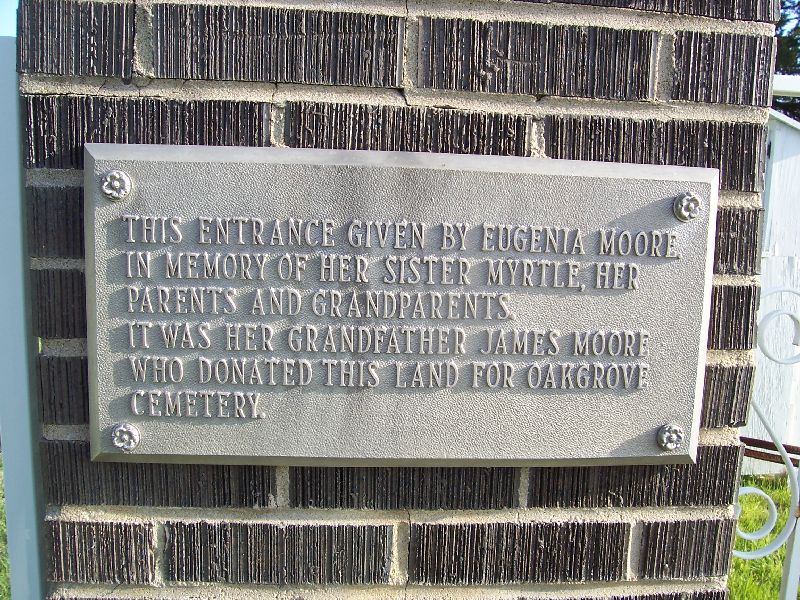 THIS ENTRANCE GIVEN BY EUGENIA MOORE,
IN MEMORY OF HER SISTER MYRTLE, HER
PARENTS AND GRANDPARENTS.
IT WAS HER GRANDFATHER JAMES MOORE
WHO DONATED THIS LAND FOR OAKGROVE
CEMETERY.